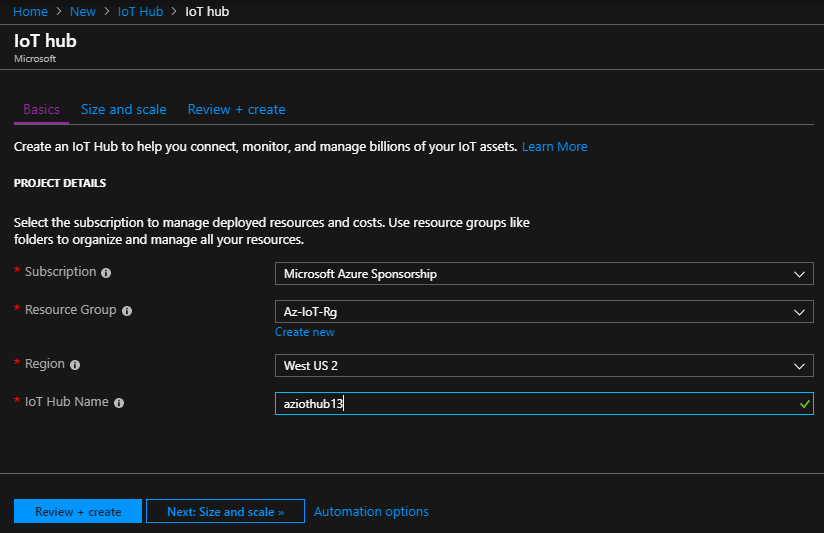 Home > New > IoT Hub > IoT hub
IoT hub
Microsoft
Basics Size and scale Review + create
Create an IoT Hub to help you connect, monitor, and manage billions of your IoT assets. Learn More
PROJECT DETAILS
Select the subscription to manage deployed resources and costs. Use resource groups like
folders to organize and manage all your resources.
* Subscription Microsoft Azure Sponsorship
* Resource Group Az-IoT-Rg
Create new
* Region West US 2
* IoT Hub Name aziothub13
Review + create Next: Size and scale » Automation options